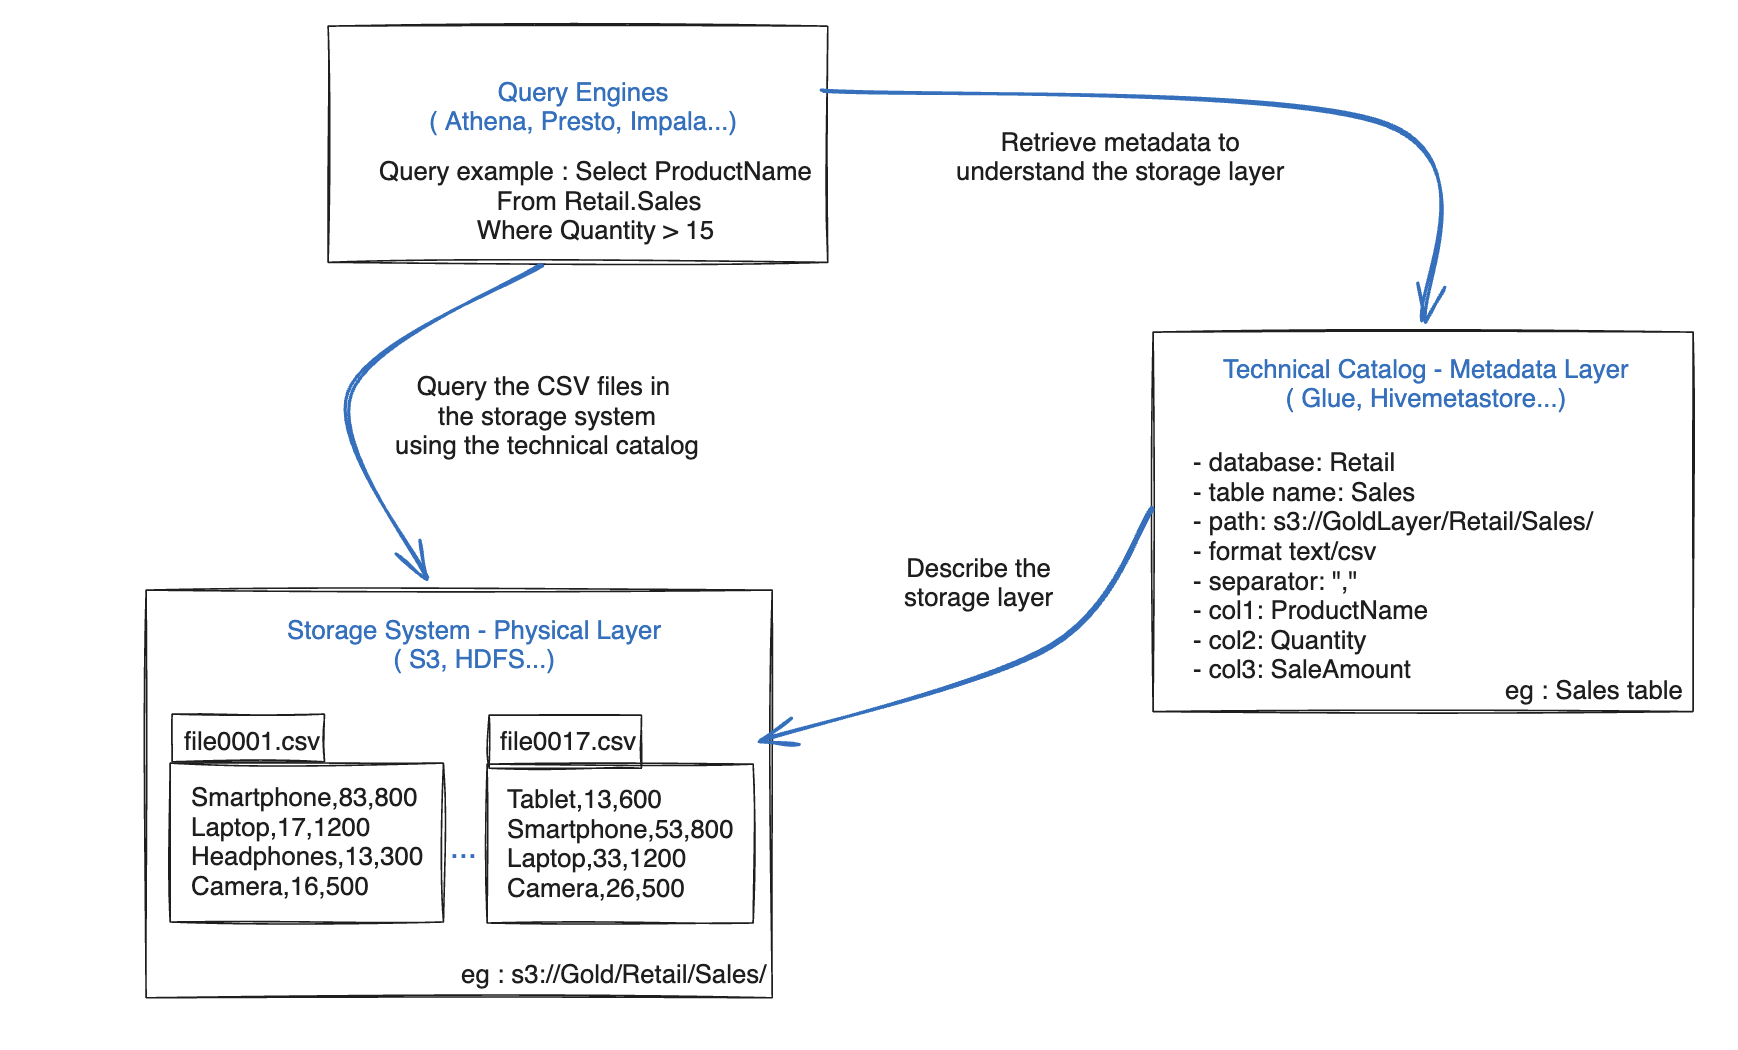 Query Engines
( Athena, Presto, Impala...)
Query example : Select ProductName
From Retail.Sales
Where Quantity > 15
Retrieve metadata to
understand the storage layer
Query the CSV files in
the storage system
using the technical catalog
Technical Catalog - Metadata Layer
( Glue, Hivemetastore...)
- database: Retail
- table name: Sales
- path: s3://GoldLayer/Retail/Sales/
- format text/csv
- separator: ","
- col1: ProductName
- col2: Quantity
- col3: SaleAmount
eg : Sales table
Describe the
storage layer
Storage System - Physical Layer
( S3, HDFS...)
file0001.csv
Smartphone,83,800
Laptop,17,1200
Headphones,13,300
Camera,16,500
...
file0017.csv
Tablet,13,600
Smartphone,53,800
Laptop,33,1200
Camera,26,500
eg : s3://Gold/Retail/Sales/